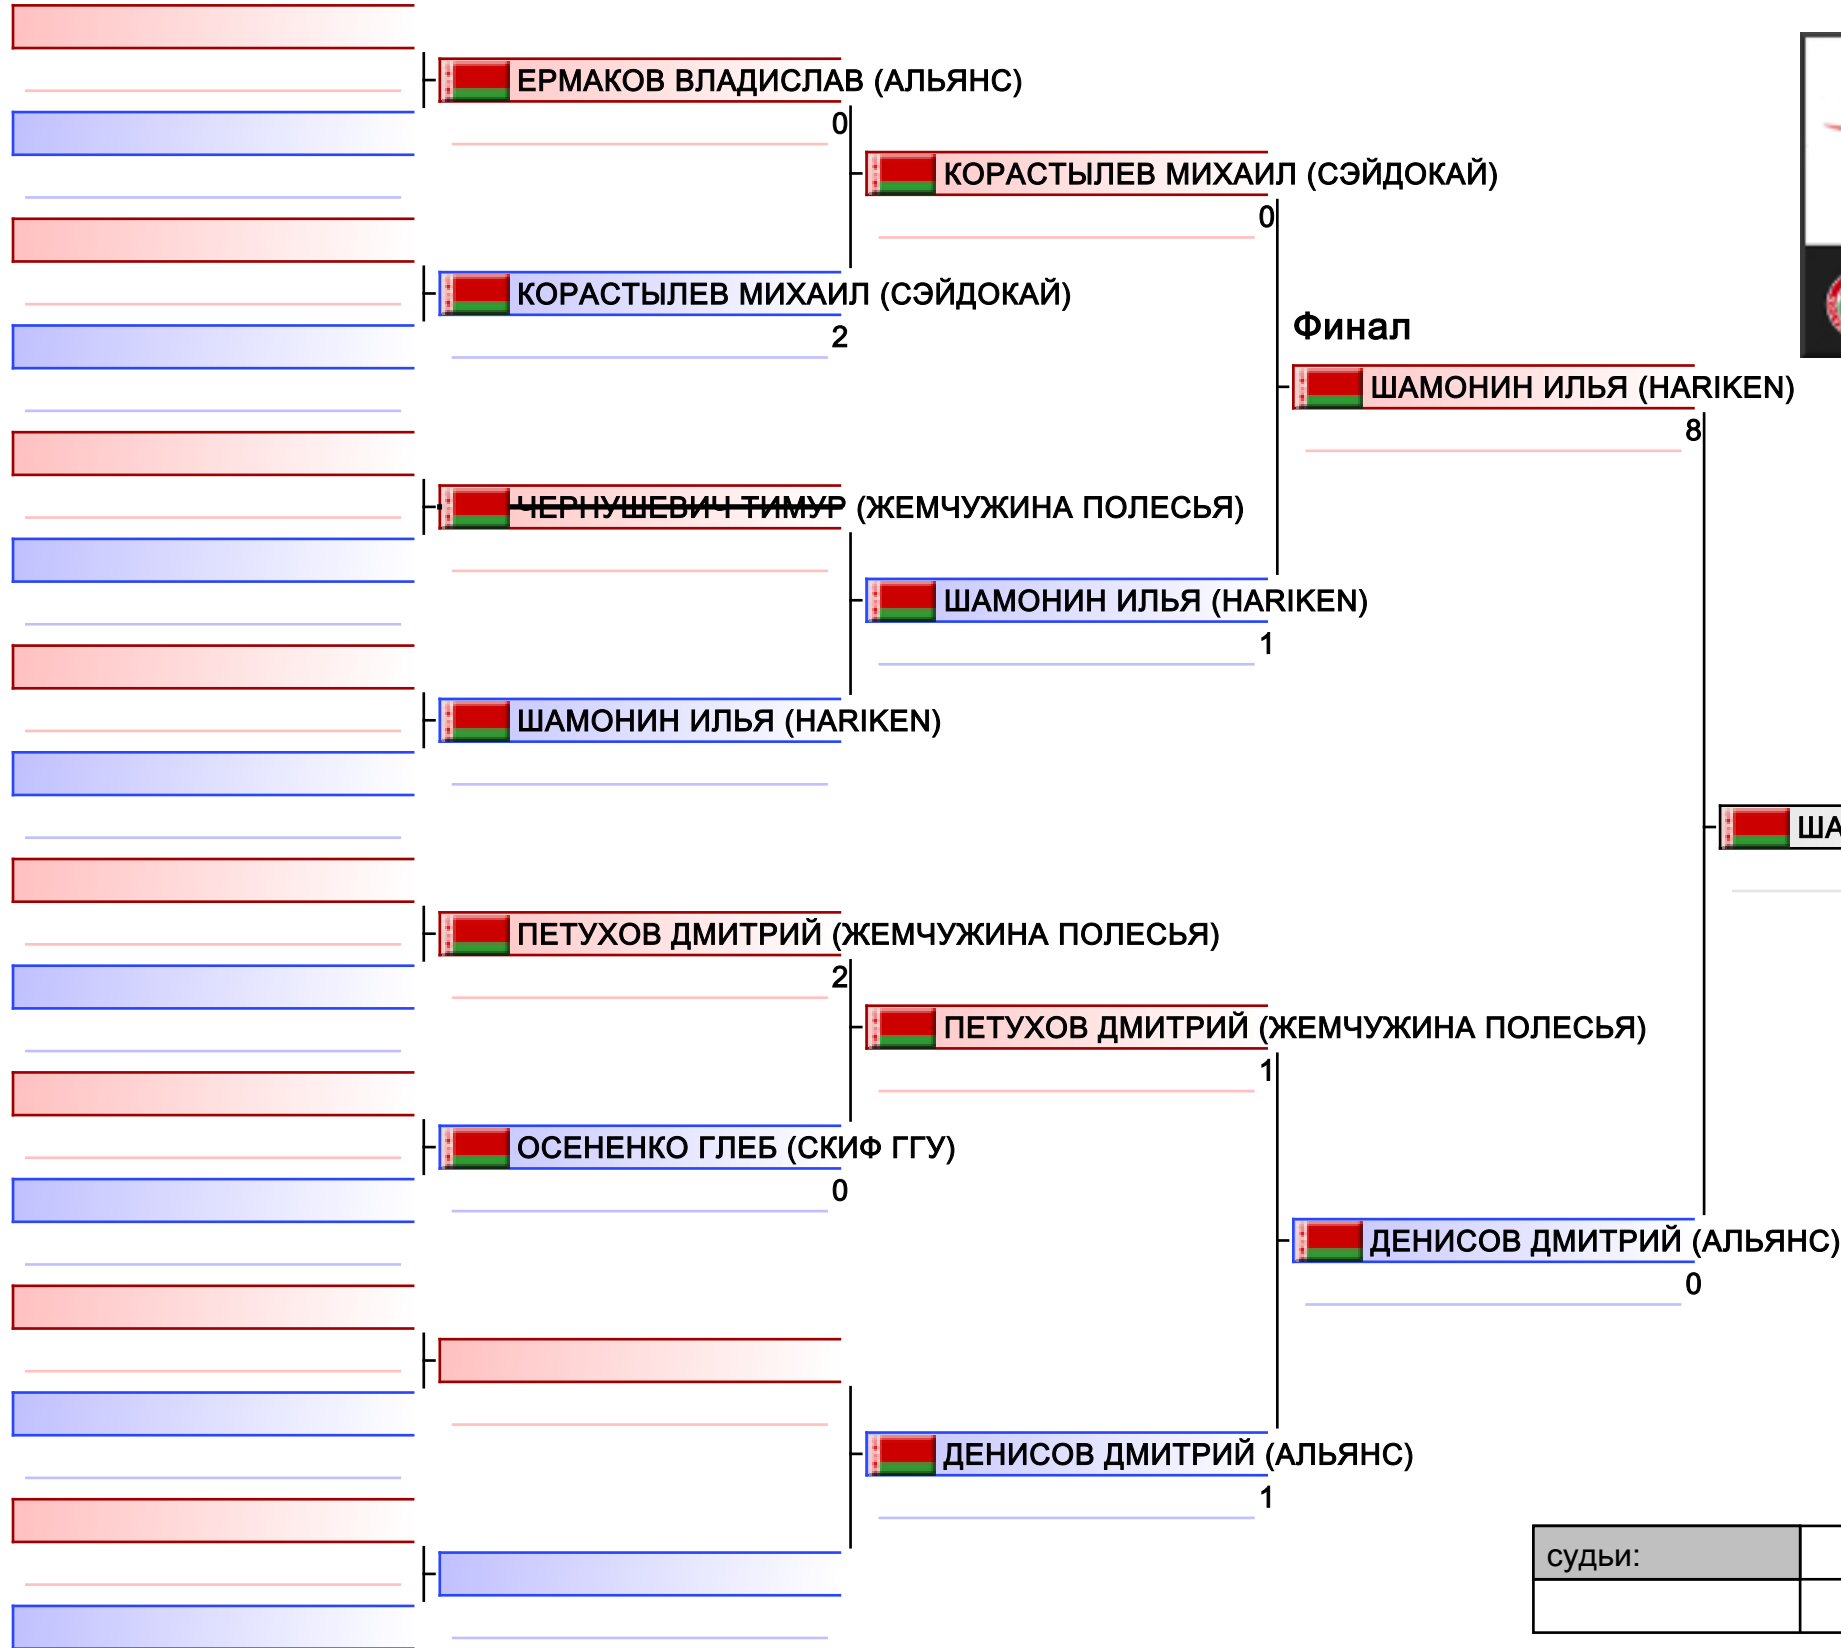 ЕРМАКОВ ВЛАДИСЛАВ (АЛЬЯНС)
0
КОРАСТЫЛЕВ МИХАИЛ (СЭЙДОКАЙ)
0
КОРАСТЫЛЕВ МИХАИЛ (СЭЙДОКАЙ)
2
Финал
ШАМОНИН ИЛЬЯ (HARIKEN)
8
ЧЕРНУШЕВИЧ ТИМУР (ЖЕМЧУЖИНА ПОЛЕСЬЯ)
ШАМОНИН ИЛЬЯ (HARIKEN)
1
ШАМОНИН ИЛЬЯ (HARIKEN)
ША
ПЕТУХОВ ДМИТРИЙ (ЖЕМЧУЖИНА ПОЛЕСЬЯ)
2
ПЕТУХОВ ДМИТРИЙ (ЖЕМЧУЖИНА ПОЛЕСЬЯ)
1
ОСЕНЕНКО ГЛЕБ (СКИФ ГГУ)
0
ДЕНИСОВ ДМИТРИЙ (АЛЬЯНС)
0
ДЕНИСОВ ДМИТРИЙ (АЛЬЯНС)
1
судьи: